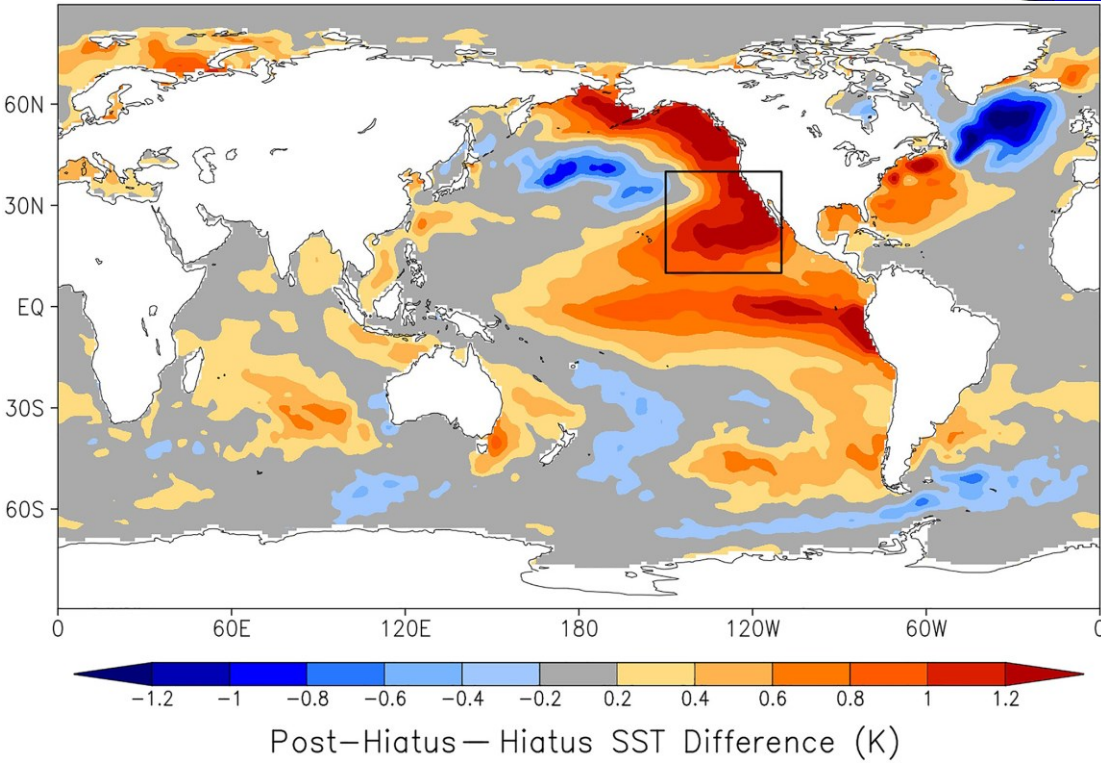 60N
30N
EQ
30S
60S
0 60E 120E 180 120W 60W 0
-1.2 -1 -0.8 -0.6 -0.4 -0.2 0.2 0.4 0.6 0.8 1 1.2
Post-Hiatus — Hiatus SST Difference (K)